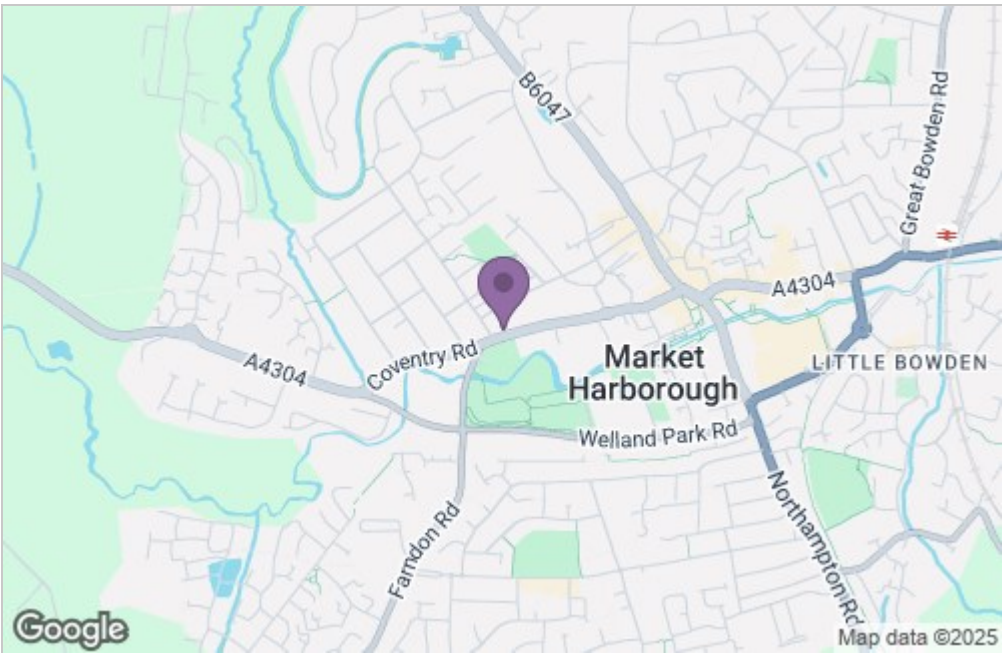 B6047
Great Bowden Rd
A4304
Coventry Rd
A4304
Market
Harborough
LITTLE BOWDEN
Welland Park Rd
Farndon Rd
Northampton Rd
Google
Map data ©2025